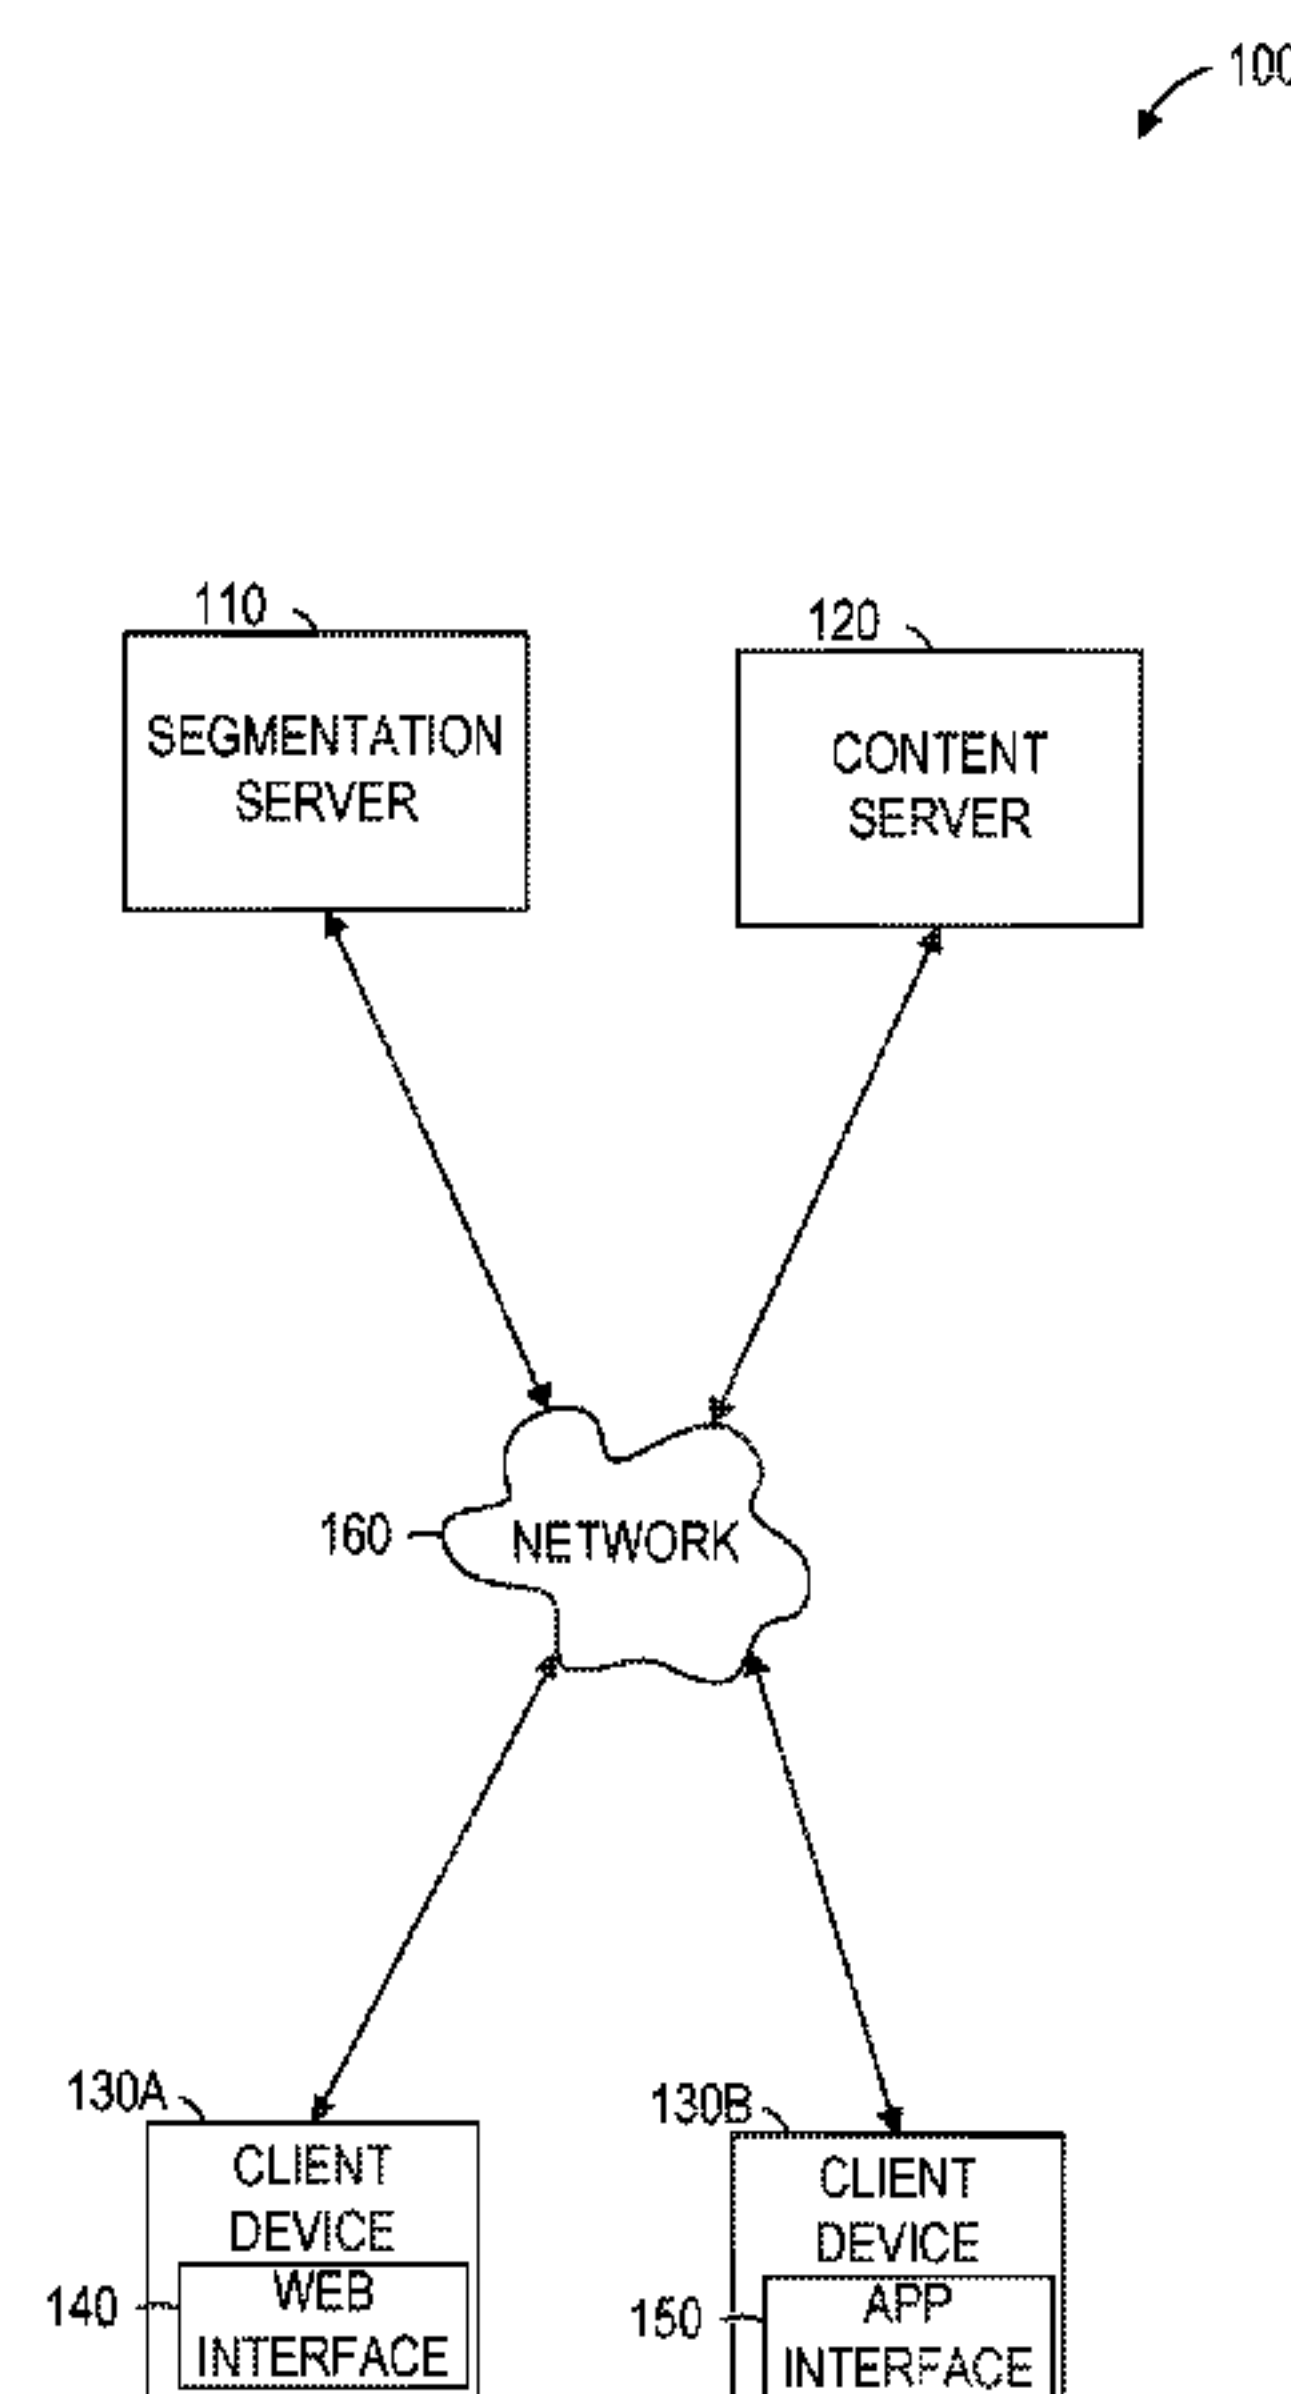 100
110
120
SEGMENTATION
SERVER
CONTENT
SERVER
160
NETWORK
130A
130B
CLIENT
DEVICE
CLIENT
DEVICE
140
WEB
INTERFACE
150
APP
INTERFACE